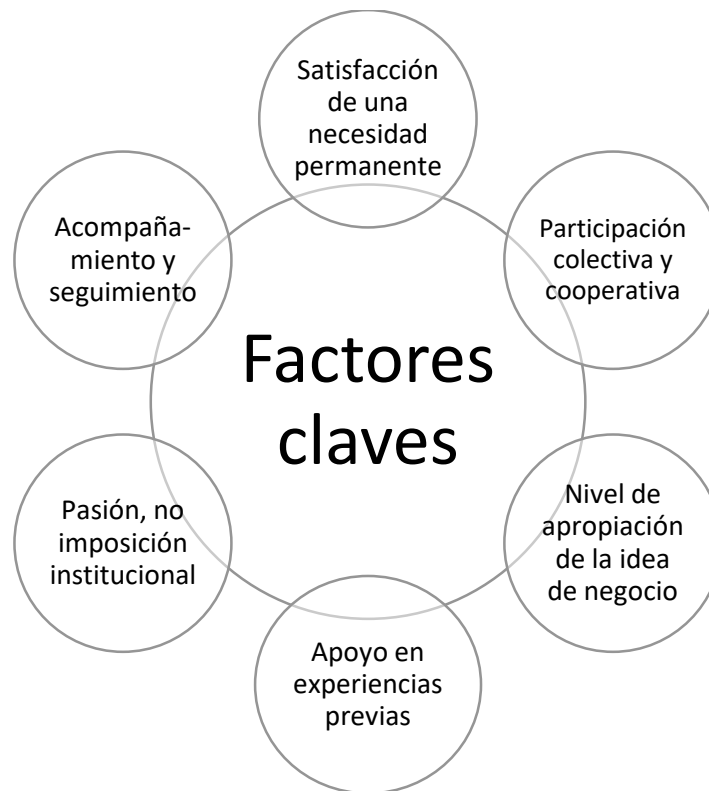 Satisfacción
de una
necesidad
permanente
Participación
colectiva y
cooperativa
Nivel de
apropiación
de la idea
de negocio
Apoyo en
experiencias
previas
Pasión, no
imposición
institucional
Acompaña-
miento y
seguimiento
Factores
claves